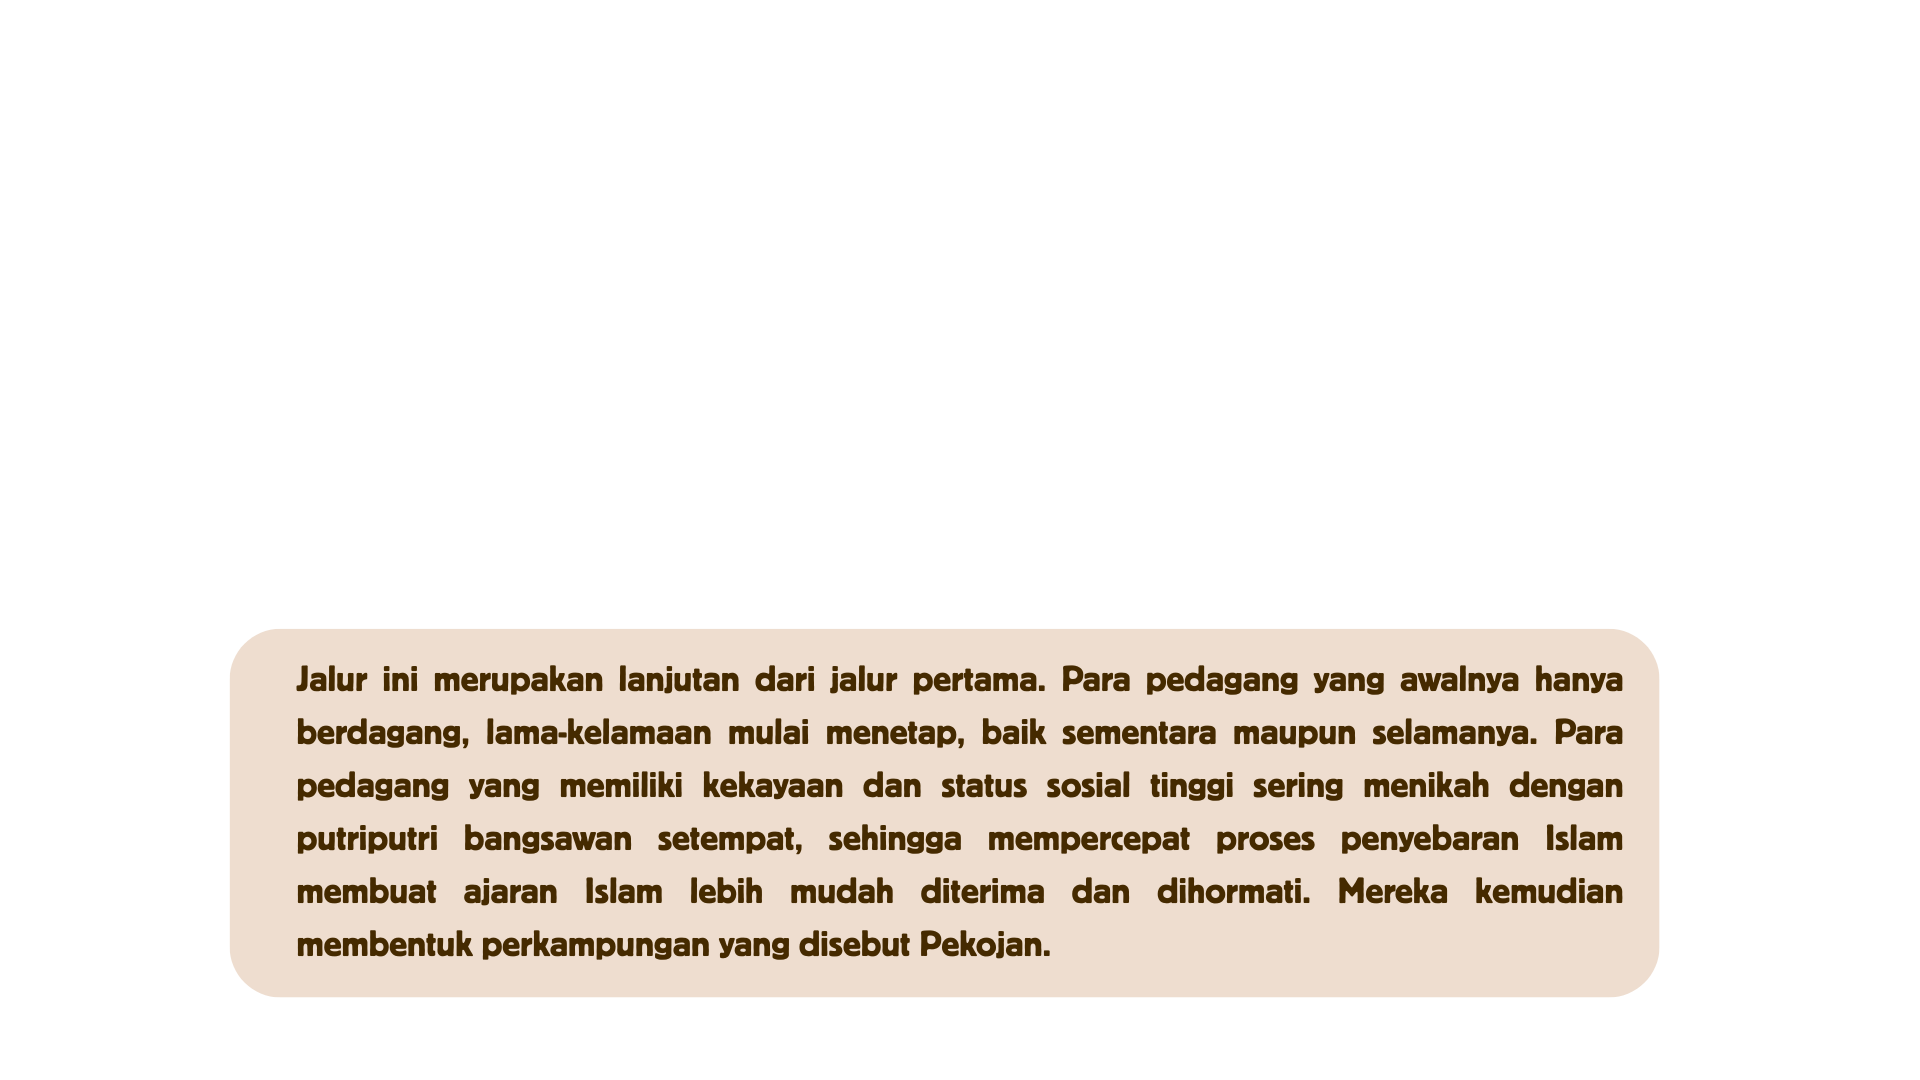 Jalur ini merupakan lanjutan dari jalur pertama. Para pedagang yang awalnya hanya
berdagang, lama-kelamaan mulai menetap, baik sementara maupun selamanya. Para
pedagang yang memiliki kekayaan dan status sosial tinggi sering menikah dengan
putriputri bangsawan setempat, sehingga mempercepat proses penyebaran Islam
membuat ajaran Islam lebih mudah diterima dan dihormati. Mereka kemudian
membentuk perkampungan yang disebut Pekojan.